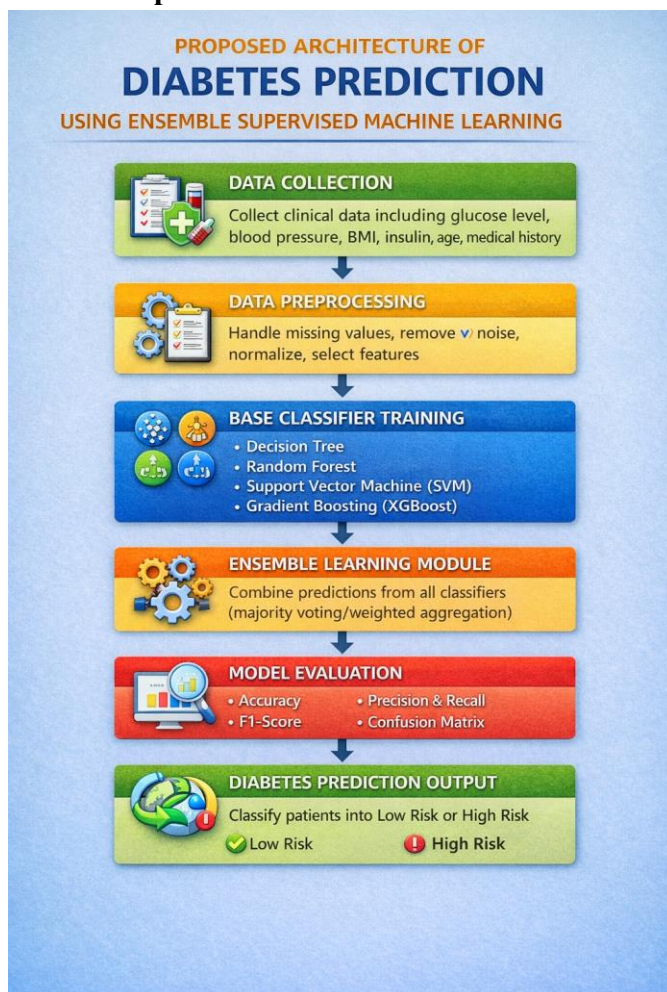 PROPOSED ARCHITECTURE OF
DIABETES PREDICTION
USING ENSEMBLE SUPERVISED MACHINE LEARNING
DATA COLLECTION
Collect clinical data including glucose level,
blood pressure, BMI, insulin, age, medical history
DATA PREPROCESSING
Handle missing values, remove v) noise,
normalize, select features
BASE CLASSIFIER TRAINING
• Decision Tree
• Random Forest
• Support Vector Machine (SVM)
• Gradient Boosting (XGBoost)
ENSEMBLE LEARNING MODULE
Combine predictions from all classifiers
(majority voting/weighted aggregation)
MODEL EVALUATION
• Accuracy • Precision & Recall
• F1-Score • Confusion Matrix
DIABETES PREDICTION OUTPUT
Classify patients into Low Risk or High Risk
Low Risk High Risk